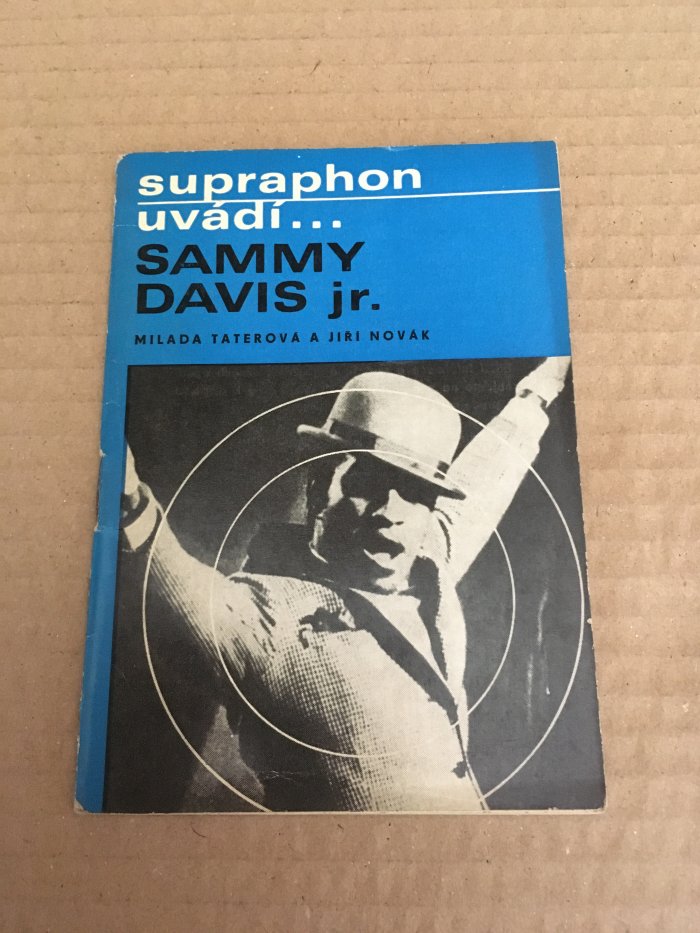 supraphon
uvádí...
SAMMY
DAVIS jr.
MILADA TATEROVÁ A JIŘÍ NOVÁK